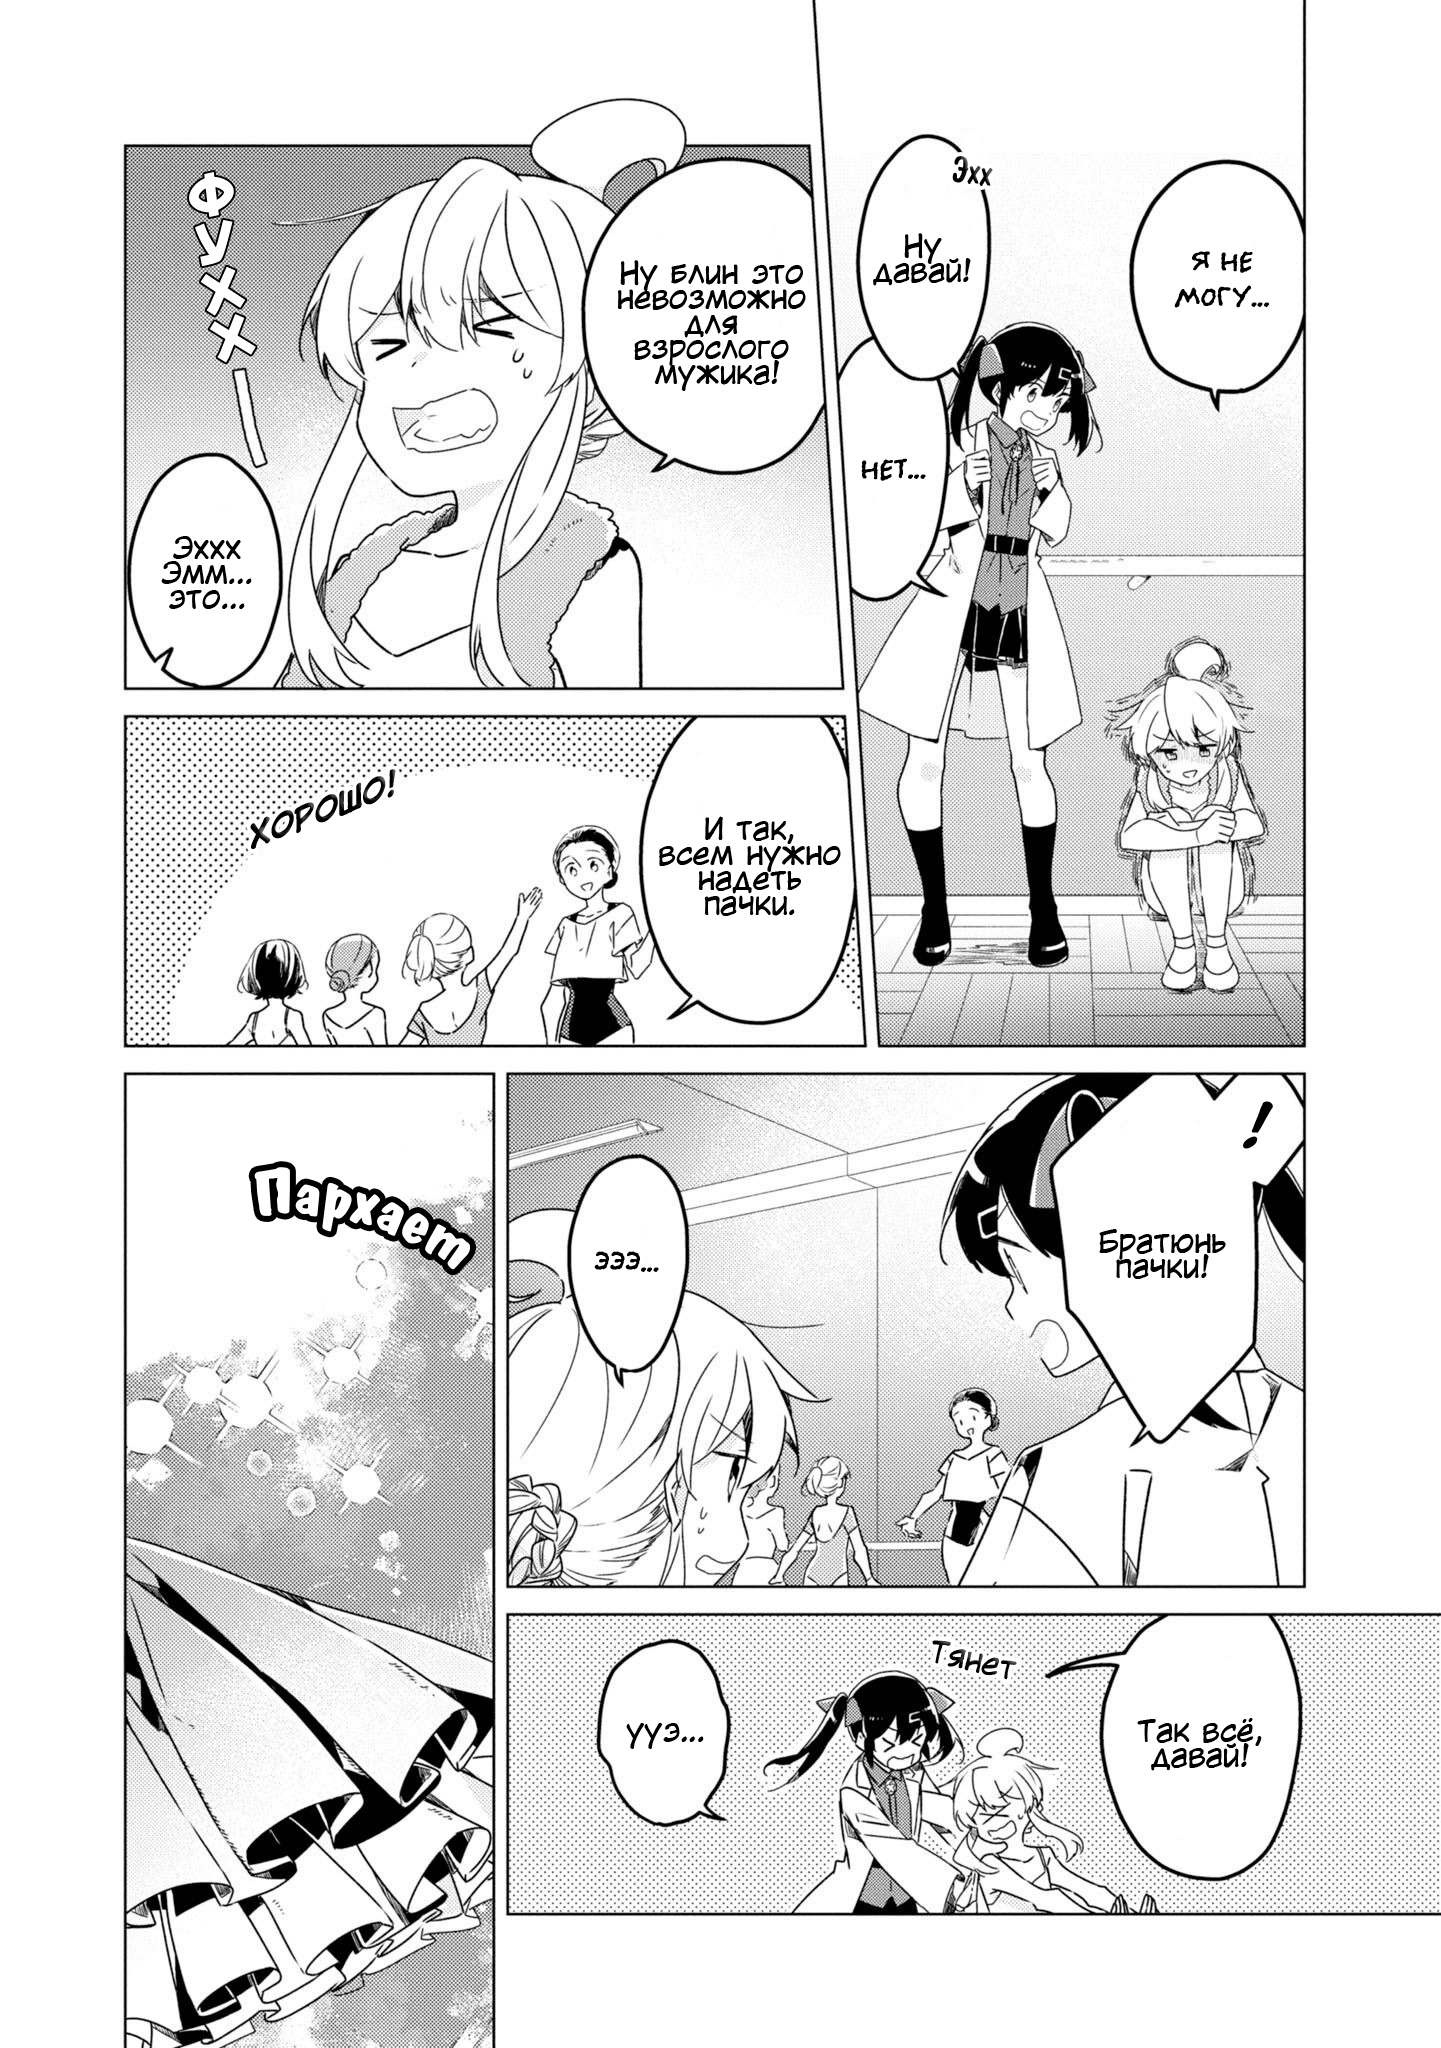 Я НЕ
МОГУ...
Эхх
Ну
давай!
НЕТ...
Ну блин это
невозможно
для
взрослого
мужика!
ФУХХ—
Эххх
Эмм...
это...
И так,
всем нужно
надеть
пачки.
ХОРОШО!
!
Братюнь
пачки!
эээ...
Так всё,
давай!
Тянет
ууэ...
Пархает